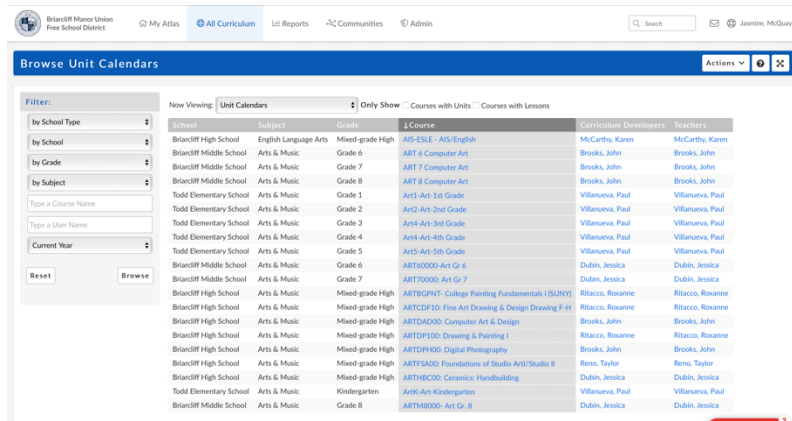 Briarcliff Manor Union
Free School District
My Atlas
All Curriculum
Reports
Communities
Admin
Search
Jasmine, McQuay
Browse Unit Calendars
Actions
Filter:
by School Type
by School
by Grade
by Subject
Type a Course Name
Type a User Name
Current Year
Reset
Browse
Now Viewing: Unit Calendars Only Show Courses with Units Courses with Lessons
School Subject Grade ↓Course Curriculum Developers Teachers
Briarcliff High School English Language Arts Mixed-grade High AIS-ESLE - AIS/English McCarthy, Karen McCarthy, Karen
Briarcliff Middle School Arts & Music Grade 6 ART 6 Computer Art Brooks, John Brooks, John
Briarcliff Middle School Arts & Music Grade 7 ART 7 Computer Art Brooks, John Brooks, John
Briarcliff Middle School Arts & Music Grade 8 ART 8 Computer Art Brooks, John Brooks, John
Todd Elementary School Arts & Music Grade 1 Art1-Art-1st Grade Villanueva, Paul Villanueva, Paul
Todd Elementary School Arts & Music Grade 2 Art2-Art-2nd Grade Villanueva, Paul Villanueva, Paul
Todd Elementary School Arts & Music Grade 3 Art4-Art-3rd Grade Villanueva, Paul Villanueva, Paul
Todd Elementary School Arts & Music Grade 4 Art4-Art-4th Grade Villanueva, Paul Villanueva, Paul
Todd Elementary School Arts & Music Grade 5 Art5-Art-5th Grade Villanueva, Paul Villanueva, Paul
Briarcliff Middle School Arts & Music Grade 6 ART60000-Art Gr 6 Dubin, Jessica Dubin, Jessica
Briarcliff Middle School Arts & Music Grade 7 ART70000: Art Gr 7 Dubin, Jessica Dubin, Jessica
Briarcliff High School Arts & Music Mixed-grade High ARTBGPNT- College Painting Fundamentals I (SUNY) Ritacco, Roxanne Ritacco, Roxanne
Briarcliff High School Arts & Music Mixed-grade High ARTCDF10: Fine Art Drawing & Design Drawing F-H Ritacco, Roxanne Ritacco, Roxanne
Briarcliff High School Arts & Music Mixed-grade High ARTDAD00: Computer Art & Design Brooks, John Brooks, John
Briarcliff High School Arts & Music Mixed-grade High ARTDP100: Drawing & Painting I Ritacco, Roxanne Ritacco, Roxanne
Briarcliff High School Arts & Music Mixed-grade High ARTDPH00: Digital Photography Brooks, John Brooks, John
Briarcliff High School Arts & Music Mixed-grade High ARTFSA00: Foundations of Studio ArtI/Studio II Reno, Taylor Reno, Taylor
Briarcliff High School Arts & Music Mixed-grade High ARTHBC00: Ceramics: Handbuilding Dubin, Jessica Dubin, Jessica
Todd Elementary School Arts & Music Kindergarten ArtK-Art-Kindergarten Villanueva, Paul Villanueva, Paul
Briarcliff Middle School Arts & Music Grade 8 ARTM8000- Art Gr. 8 Dubin, Jessica Dubin, Jessica